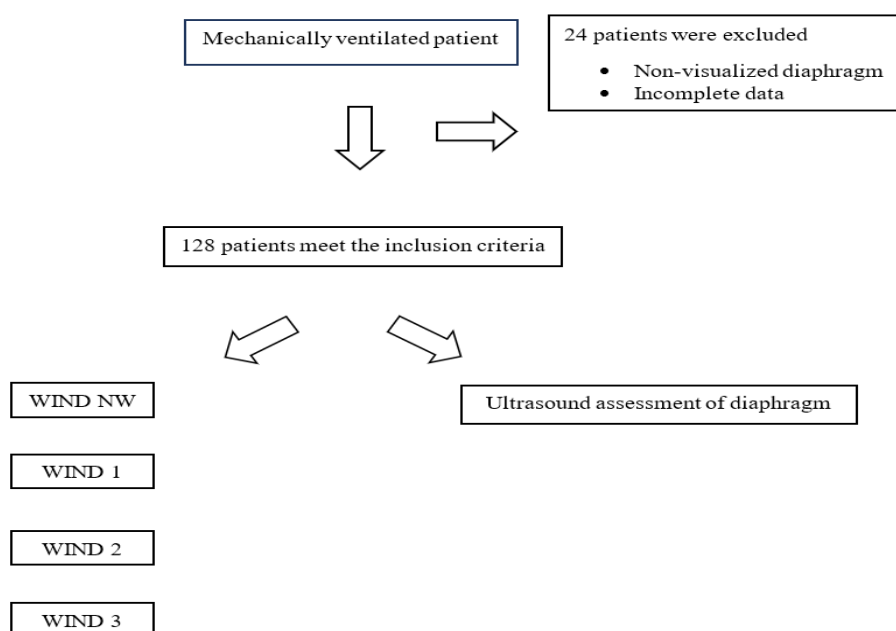 Mechanically ventilated patient
24 patients were excluded
• Non-visualized diaphragm
• Incomplete data
128 patients meet the inclusion criteria
WIND NW
Ultrasound assessment of diaphragm
WIND 1
WIND 2
WIND 3